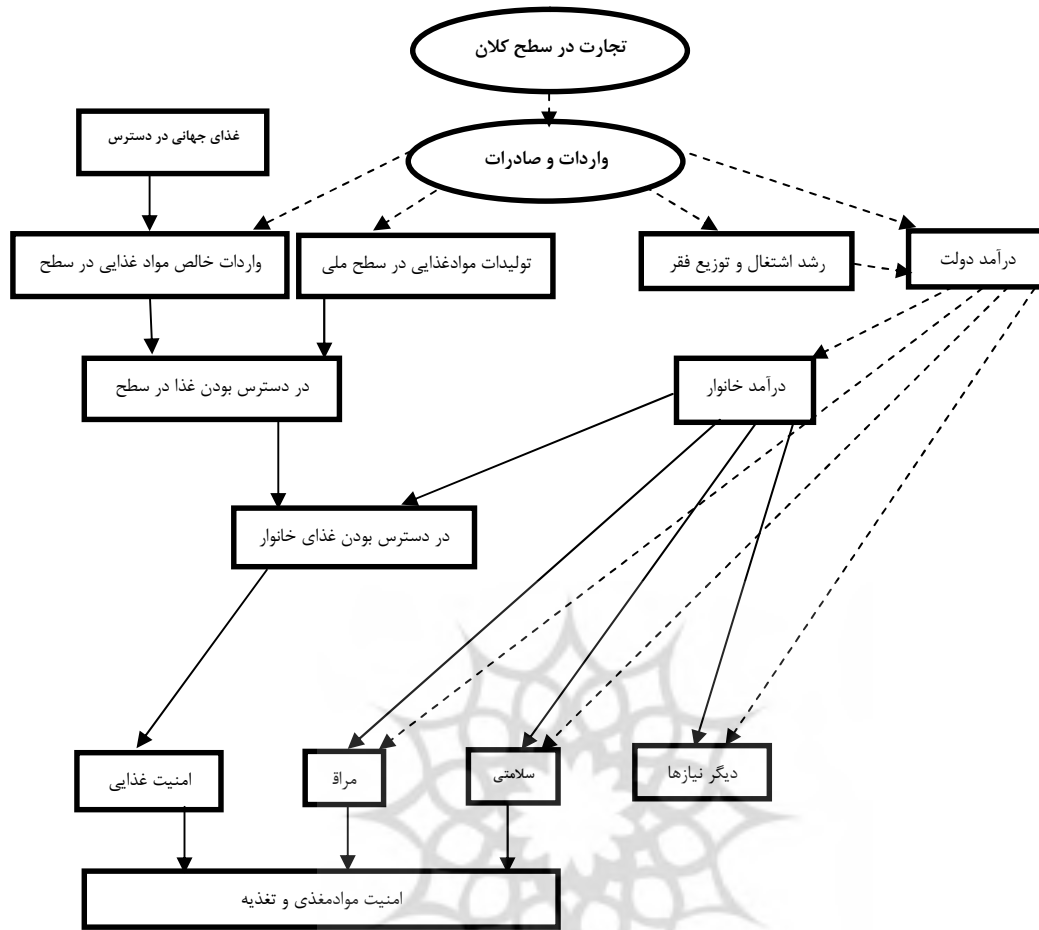 تجارت در سطح کلان
غذای جهانی در دسترس
واردات و صادرات
درآمد دولت
رشد اشتغال و توزیع فقر
تولیدات موادغذایی در سطح ملی
واردات خالص مواد غذایی در سطح
درآمد خانوار
در دسترس بودن غذا در سطح
در دسترس بودن غذای خانوار
دیگر نیازها
سلامتی
مراق
امنیت غذایی
امنیت موادمغذی و تغذیه